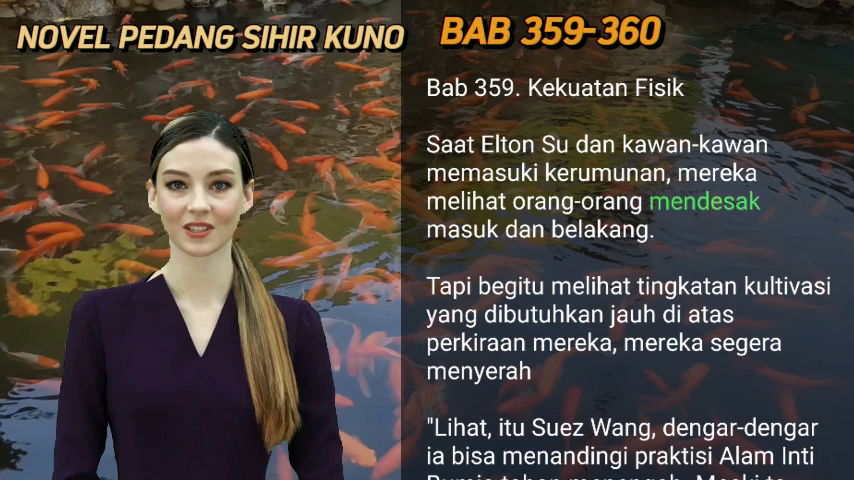 NOVEL PEDANG SIHIR KUNO
BAB 359-360
Bab 359. Kekuatan Fisik
Saat Elton Su dan kawan-kawan
memasuki kerumunan, mereka
melihat orang-orang mendesak
masuk dan belakang.
Tapi begitu melihat tingkatan kultivasi
yang dibutuhkan jauh di atas
perkiraan mereka, mereka segera
menyerah
"Lihat, itu Suez Wang, dengar-dengar
ia bisa menandingi praktisi Alam Inti